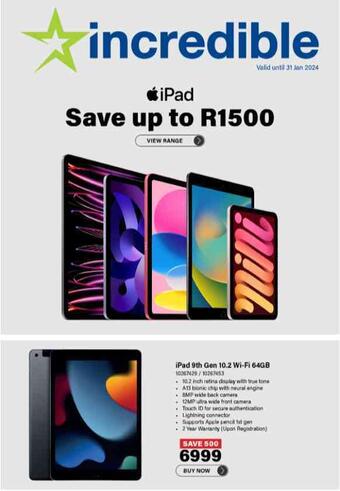 incredible
Valid until 31 Jan 2024
iPad
Save up to R1500
VIEW RANGE
mini
iPad 9th Gen 10.2 Wi-Fi 64GB
10267429 / 10267453
• 10.2 inch retina display with true tone
• A13 bionic chip with neural engine
• 8MP wide back camera
• 12MP ultra wide front camera
• Touch ID for secure authentication
• Lightning connector
• Supports Apple pencil 1st gen
• 2 Year Warranty (Upon Registration)
SAVE 500
6999
BUY NOW